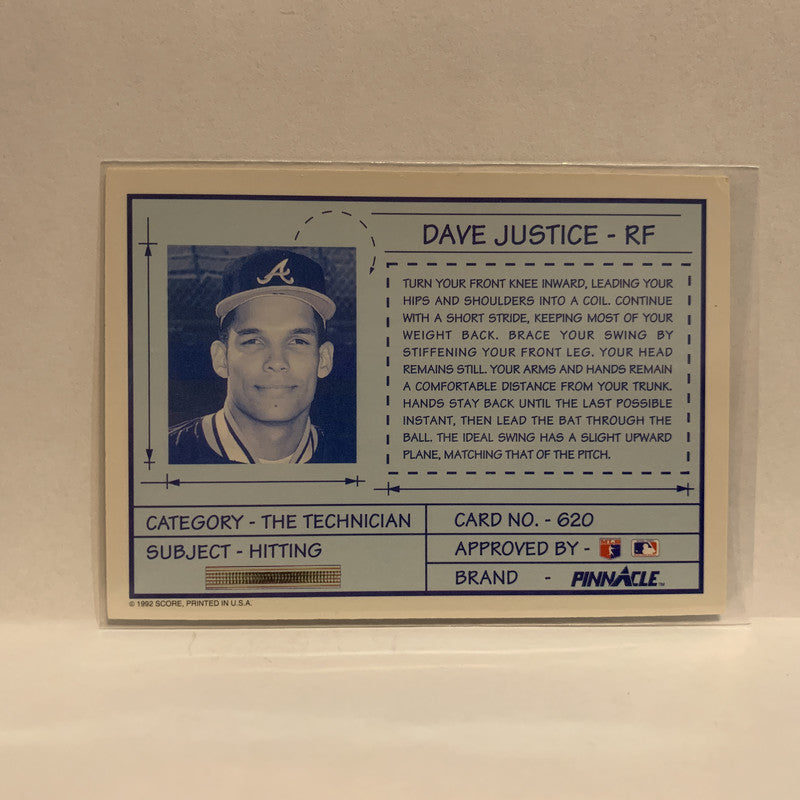 DAVE JUSTICE - RF
A
TURN YOUR FRONT KNEE INWARD, LEADING YOUR
HIPS AND SHOULDERS INTO A COIL. CONTINUE
WITH A SHORT STRIDE, KEEPING MOST OF YOUR
WEIGHT BACK. BRACE YOUR SWING BY
STIFFENING YOUR FRONT LEG. YOUR HEAD
REMAINS STILL. YOUR ARMS AND HANDS REMAIN
A COMFORTABLE DISTANCE FROM YOUR TRUNK.
HANDS STAY BACK UNTIL THE LAST POSSIBLE
INSTANT, THEN LEAD THE BAT THROUGH THE
BALL. THE IDEAL SWING HAS A SLIGHT UPWARD
PLANE, MATCHING THAT OF THE PITCH.
CATEGORY - THE TECHNICIAN
SUBJECT - HITTING
CARD NO. - 620
APPROVED BY -
BRAND - PINNACLE™
© 1992 SCORE, PRINTED IN U.S.A.